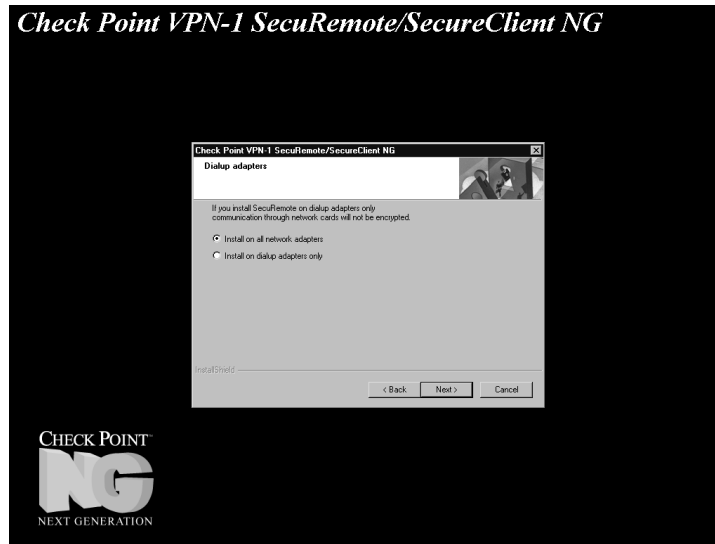 Check Point VPN-1 SecuRemote/SecureClient NG
Check Point VPN-1 SecuRemote/SecureClient NG
Dialup adapters
If you install SecuRemote on dialup adapters only
communication through network cards will not be encrypted.
Install on all network adapters
Install on dialup adapters only
InstallShield
< Back Next > Cancel
CHECK POINT™
NG
NEXT GENERATION